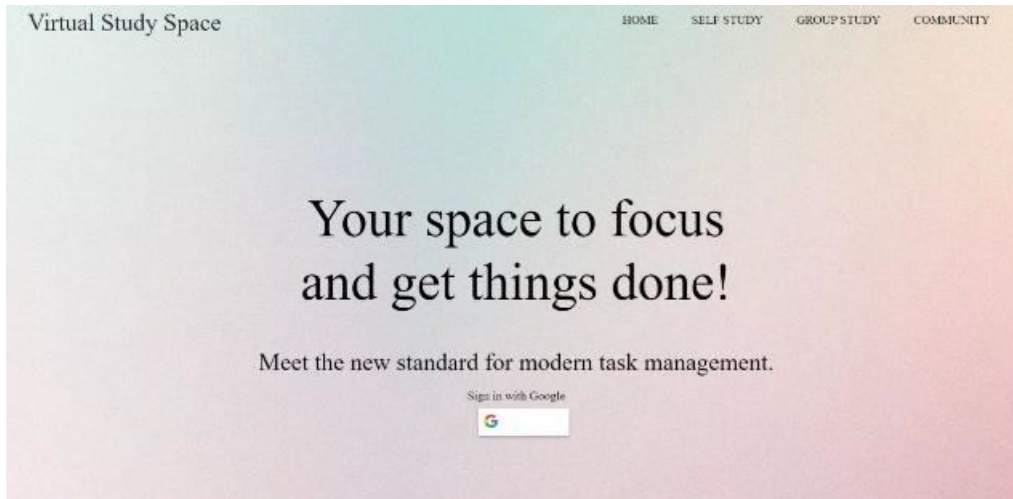 Virtual Study Space
HOME SELF STUDY GROUP STUDY COMMUNITY
Your space to focus
and get things done!
Meet the new standard for modern task management.
Sign in with Google
G